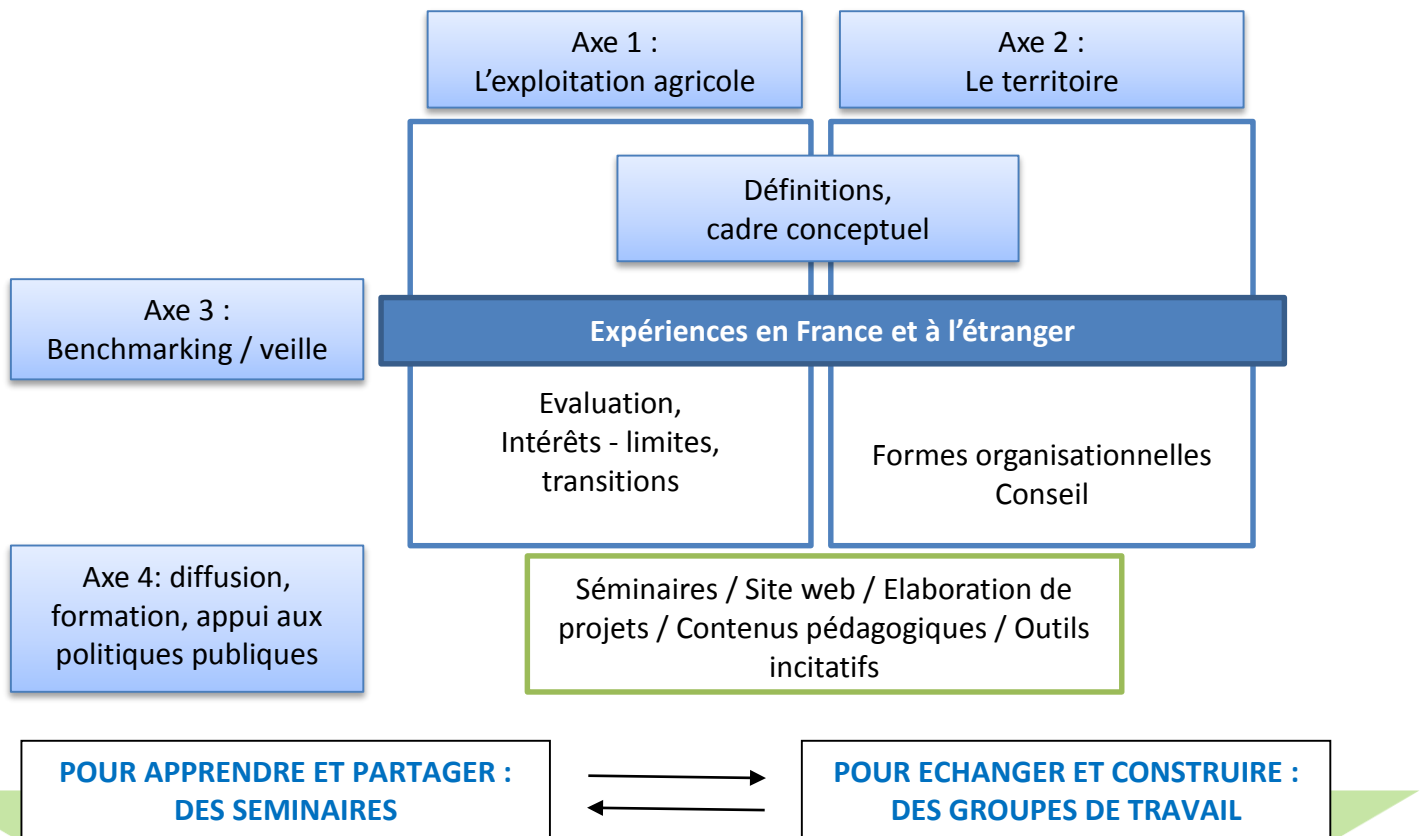 Axe 1 :
L’exploitation agricole
Axe 2 :
Le territoire
Définitions,
cadre conceptuel
Axe 3 :
Benchmarking / veille
Expériences en France et à l’étranger
Evaluation,
Intérêts - limites,
transitions
Formes organisationnelles
Conseil
Axe 4: diffusion,
formation, appui aux
politiques publiques
Séminaires / Site web / Elaboration de
projets / Contenus pédagogiques / Outils
incitatifs
POUR APPRENDRE ET PARTAGER :
DES SEMINAIRES
POUR ECHANGER ET CONSTRUIRE :
DES GROUPES DE TRAVAIL